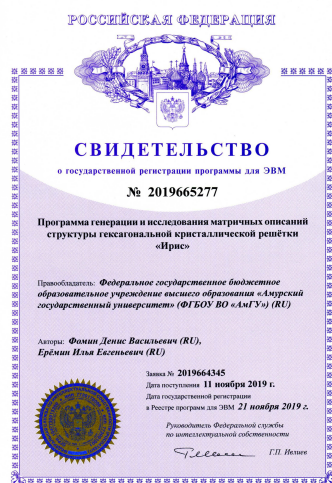 РОССИЙСКАЯ ФЕДЕРАЦИЯ
СВИДЕТЕЛЬСТВО
о государственной регистрации программы для ЭВМ
№ 2019665277
Программа генерации и исследования матричных описаний
структуры гексагональной кристаллической решётки
«Ирис»
Правообладатель: Федеральное государственное бюджетное
образовательное учреждение высшего образования «Амурский
государственный университет» (ФГБОУ ВО «АмГУ») (RU)
Авторы: Фомин Денис Васильевич (RU),
Ерёмин Илья Евгеньевич (RU)
Заявка № 2019664345
Дата поступления 11 ноября 2019 г.
Дата государственной регистрации
в Реестре программ для ЭВМ 21 ноября 2019 г.
Руководитель Федеральной службы
по интеллектуальной собственности
Г.П. Ивлиев